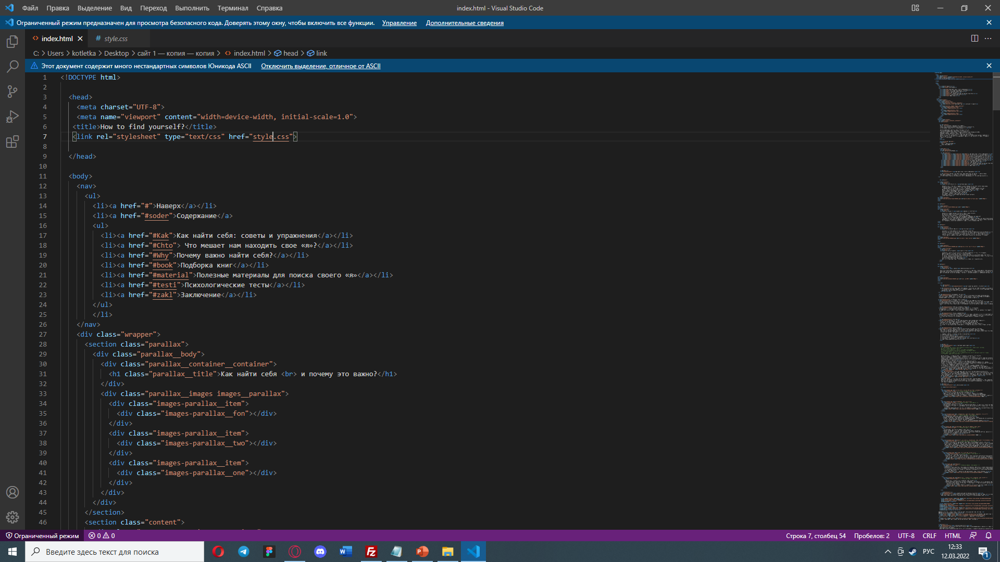 Файл Правка Выделение Вид Переход Выполнить Терминал Справка
index.html - Visual Studio Code
Ограниченный режим предназначен для просмотра безопасного кода. Доверять этому окну, чтобы включить все функции. Управление Дополнительные сведения
index.html style.css
C: > Users > kotletka > Desktop > сайт 1 — копия — копия > index.html > head > link
Этот документ содержит много нестандартных символов Юникода ASCII Отключить выделение, отличное от ASCII
1 <!DOCTYPE html>
2
3 <head>
4 <meta charset="UTF-8">
5 <meta name="viewport" content="width=device-width, initial-scale=1.0">
6 <title>How to find yourself?</title>
7 <link rel="stylesheet" type="text/css" href="style.css">
8
9 </head>
10
11 <body>
12 <nav>
13 <ul>
14 <li><a href="#">Наверх</a></li>
15 <li><a href="#soder">Содержание</a>
16 <ul>
17 <li><a href="#Kak">Как найти себя: советы и упражнения</a></li>
18 <li><a href="#Chto"> Что мешает нам находить свое «я»?</a></li>
19 <li><a href="#Why">Почему важно найти себя?</a></li>
20 <li><a href="#book">Подборка книг</a></li>
21 <li><a href="#material">Полезные материалы для поиска своего «я»</a></li>
22 <li><a href="#testi">Психологические тесты</a></li>
23 <li><a href="#zakl">Заключение</a></li>
24 </ul>
25 </li>
26 </nav>
27 <div class="wrapper">
28 <section class="parallax">
29 <div class="parallax__body">
30 <div class="parallax__container__container">
31 <h1 class="parallax__title">Как найти себя <br> и почему это важно?</h1>
32 </div>
33 <div class="parallax__images images__parallax">
34 <div class="images-parallax__item">
35 <div class="images-parallax__fon"></div>
36 </div>
37 <div class="images-parallax__item">
38 <div class="images-parallax__two"></div>
39 </div>
40 <div class="images-parallax__item">
41 <div class="images-parallax__one"></div>
42 </div>
43 </div>
44 </div>
45 </section>
46 <section class="content">
Ограниченный режим 0 0 Строка 7, столбец 54 Пробелов: 2 UTF-8 CRLF HTML
Введите здесь текст для поиска
РУС
12:33
12.03.2022
1